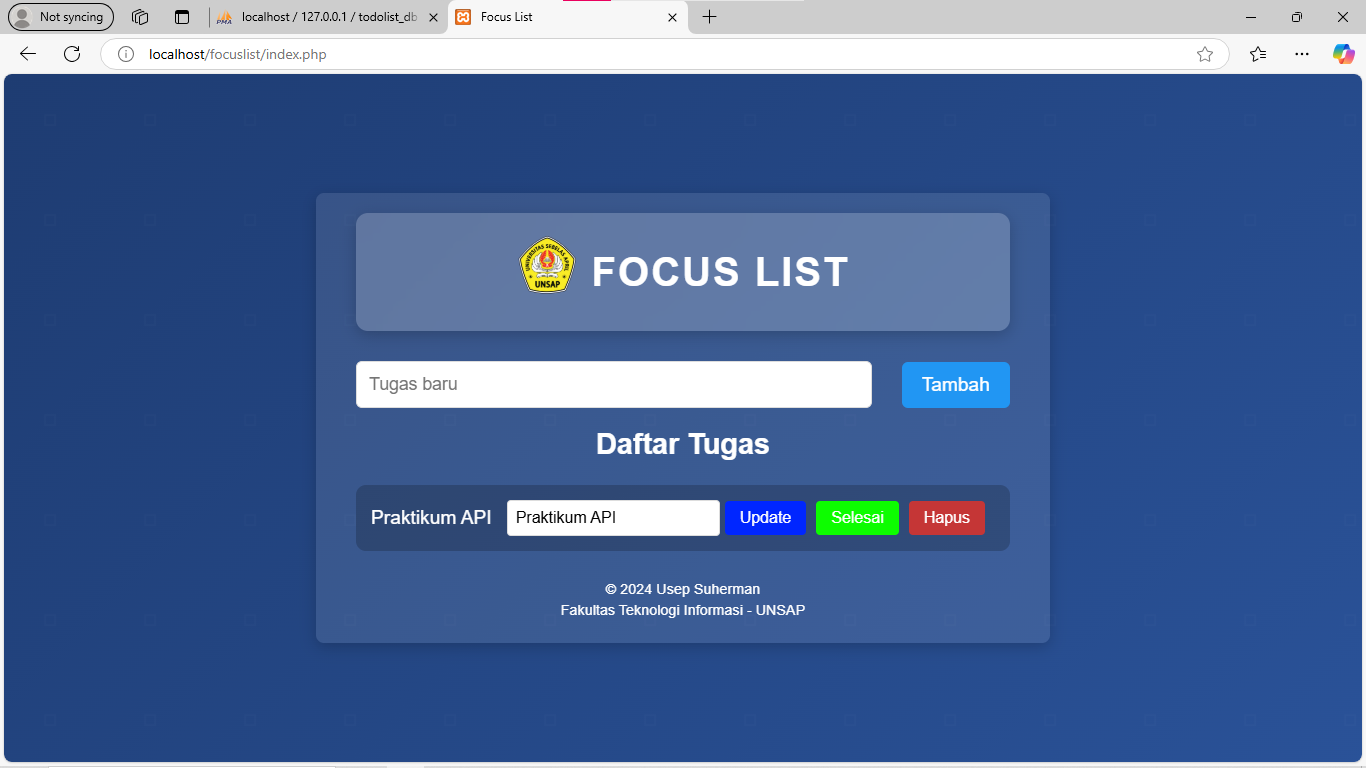 Not syncing
localhost / 127.0.0.1 / todolist_db
Focus List
localhost/focuslist/index.php
UNIVERSITAS SEBELAS APRIL
UNSAP
FOCUS LIST
Tugas baru
Tambah
Daftar Tugas
Praktikum API
Praktikum API
Update
Selesai
Hapus
© 2024 Usep Suherman
Fakultas Teknologi Informasi - UNSAP